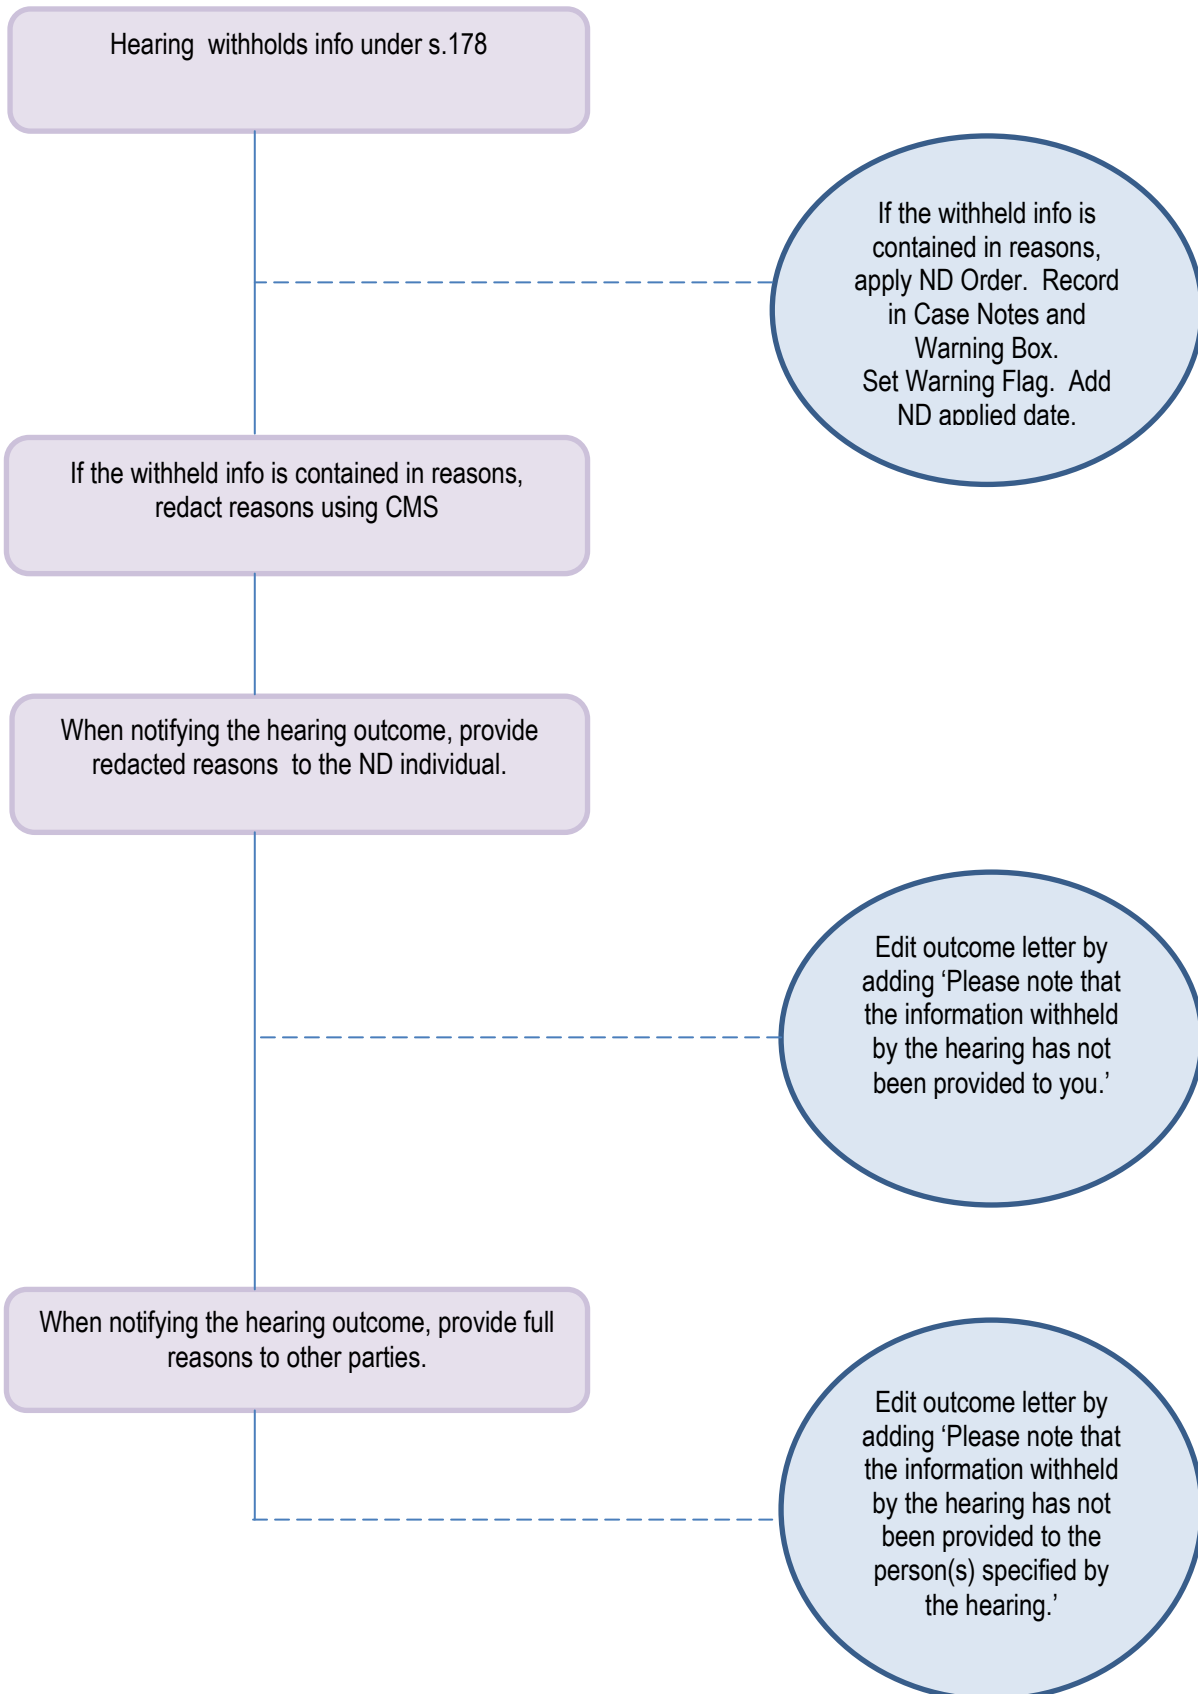 Hearing  withholds info under s.178
If the withheld info is
contained in reasons,
apply ND Order.  Record
in Case Notes and
Warning Box.
Set Warning Flag.  Add
ND applied date.
If the withheld info is contained in reasons,
redact reasons using CMS
When notifying the hearing outcome, provide
redacted reasons  to the ND individual.
Edit outcome letter by
adding ‘Please note that
the information withheld
by the hearing has not
been provided to you.’
When notifying the hearing outcome, provide full
reasons to other parties.
Edit outcome letter by
adding ‘Please note that
the information withheld
by the hearing has not
been provided to the
person(s) specified by
the hearing.’